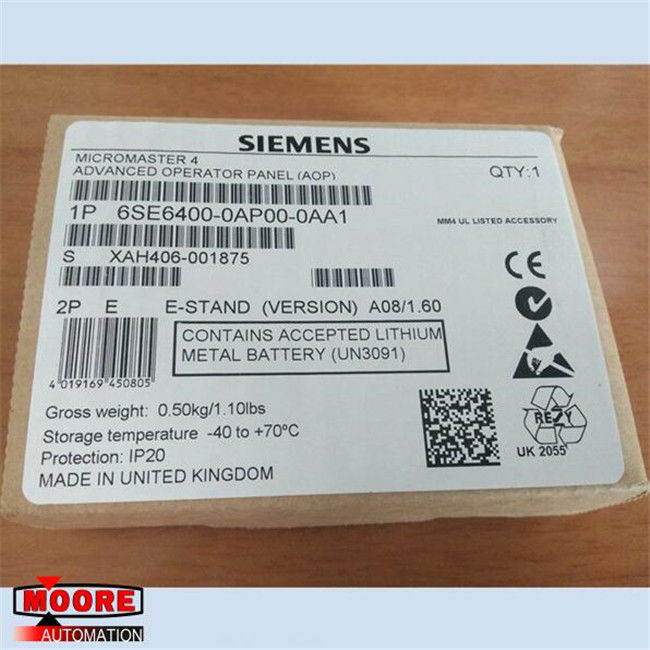 SIEMENS
MICROMASTER 4
ADVANCED OPERATOR PANEL (AOP)
QTY:1
1P 6SE6400-0AP00-0AA1
MM4 UL LISTED ACCESSORY
S XAH406-001875
CE
2P E E-STAND (VERSION) A08/1.60
CONTAINS ACCEPTED LITHIUM
METAL BATTERY (UN3091)
4 019169 450805
Gross weight: 0.50kg/1.10lbs
RESY
Storage temperature -40 to +70ºC
UK 2055
Protection: IP20
MADE IN UNITED KINGDOM
MOORE
AUTOMATION